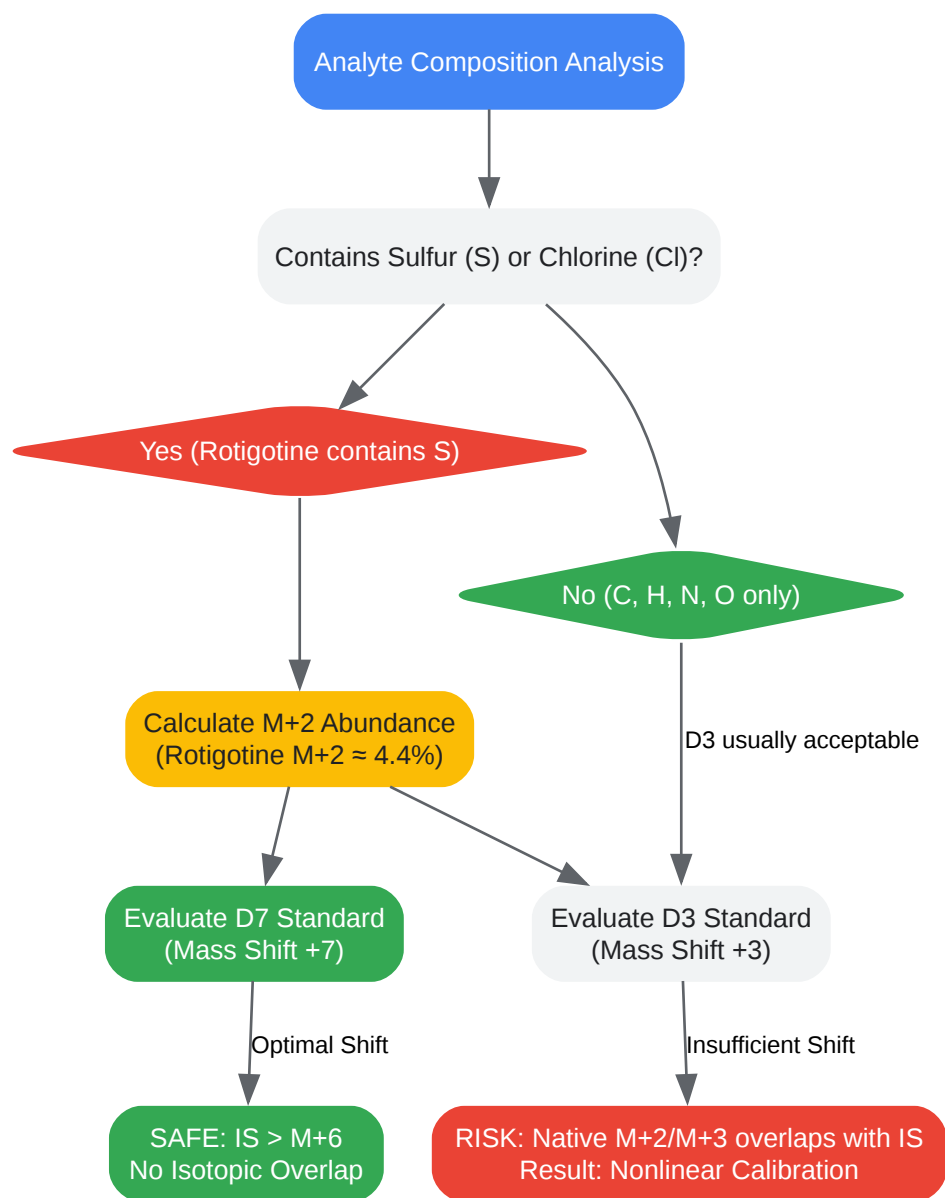 Analyte Composition Analysis
Contains Sulfur (S) or Chlorine (Cl)?
Yes (Rotigotine contains S)
No (C, H, N, O only)
Calculate M+2 Abundance
(Rotigotine M+2 ≈ 4.4%)
D3 usually acceptable
Evaluate D7 Standard
(Mass Shift +7)
Evaluate D3 Standard
(Mass Shift +3)
Optimal Shift
Insufficient Shift
SAFE: IS > M+6
No Isotopic Overlap
RISK: Native M+2/M+3 overlaps with IS
Result: Nonlinear Calibration